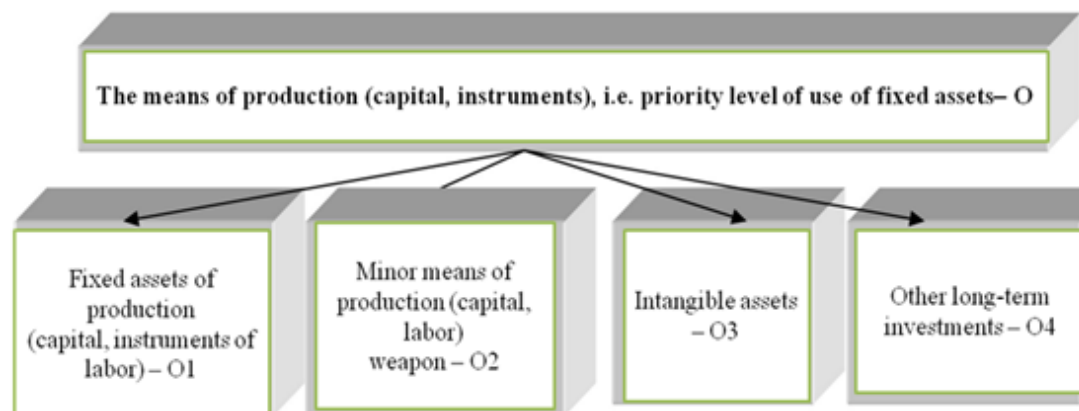 The means of production (capital, instruments), i.e. priority level of use of fixed assets– O
Fixed assets of
production
(capital, instruments of
labor) – O1
Minor means of
production (capital,
labor)
weapon – O2
Intangible assets
– O3
Other long-term
investments – O4